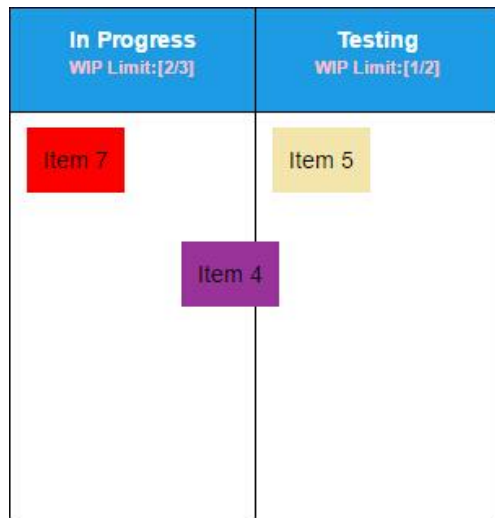 In Progress
WIP Limit:[2/3]
Testing
WIP Limit:[1/2]
Item 7
Item 5
Item 4